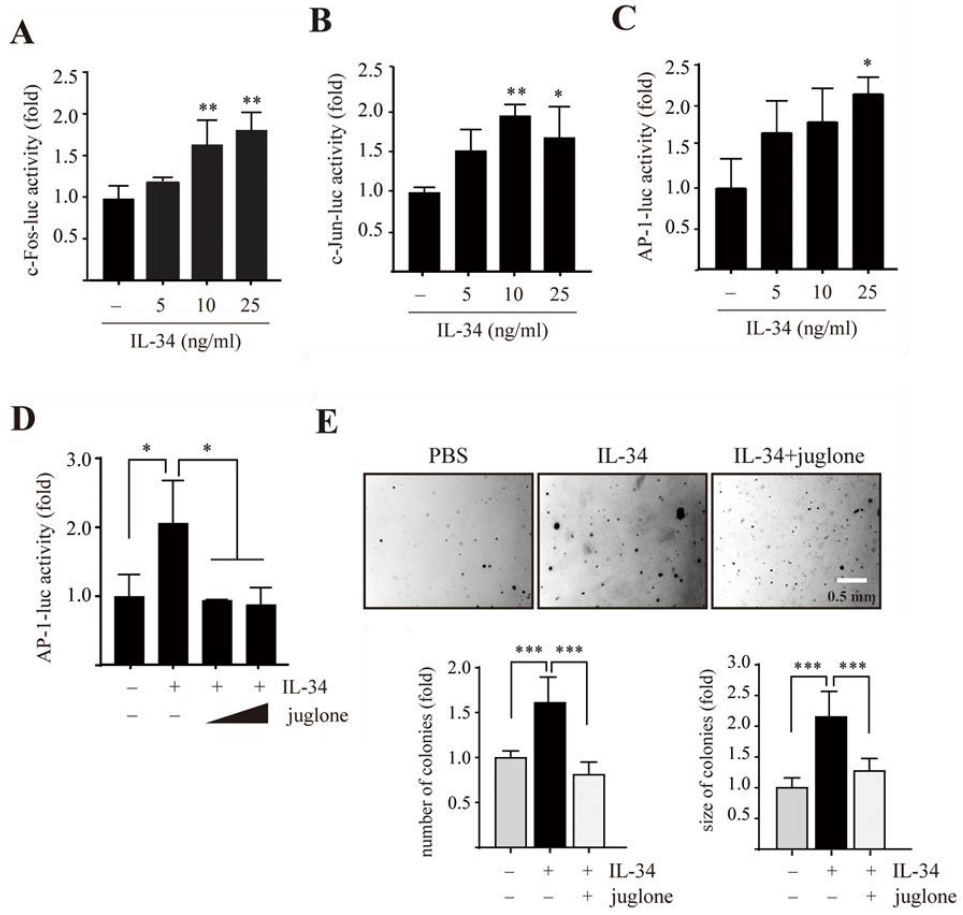 A
c-Fos-luc activity (fold)
2.5
2.0
1.5
1.0
0.5
** **
– 5 10 25
IL-34 (ng/ml)
B
c-Jun-luc activity (fold)
2.5
2.0
1.5
1.0
0.5
** *
– 5 10 25
IL-34 (ng/ml)
C
AP-1-luc activity (fold)
2.5
2.0
1.5
1.0
0.5
*
– 5 10 25
IL-34 (ng/ml)
D
AP-1-luc activity (fold)
3.0
2.0
1.0
* *
– + + + IL-34
– – juglone
E
PBS IL-34 IL-34+juglone
0.5 mm
number of colonies (fold)
2.0
1.5
1.0
0.5
*** ***
– + + IL-34
– – + juglone
size of colonies (fold)
3.0
2.5
2.0
1.5
1.0
0.5
*** ***
– + + IL-34
– – + juglone